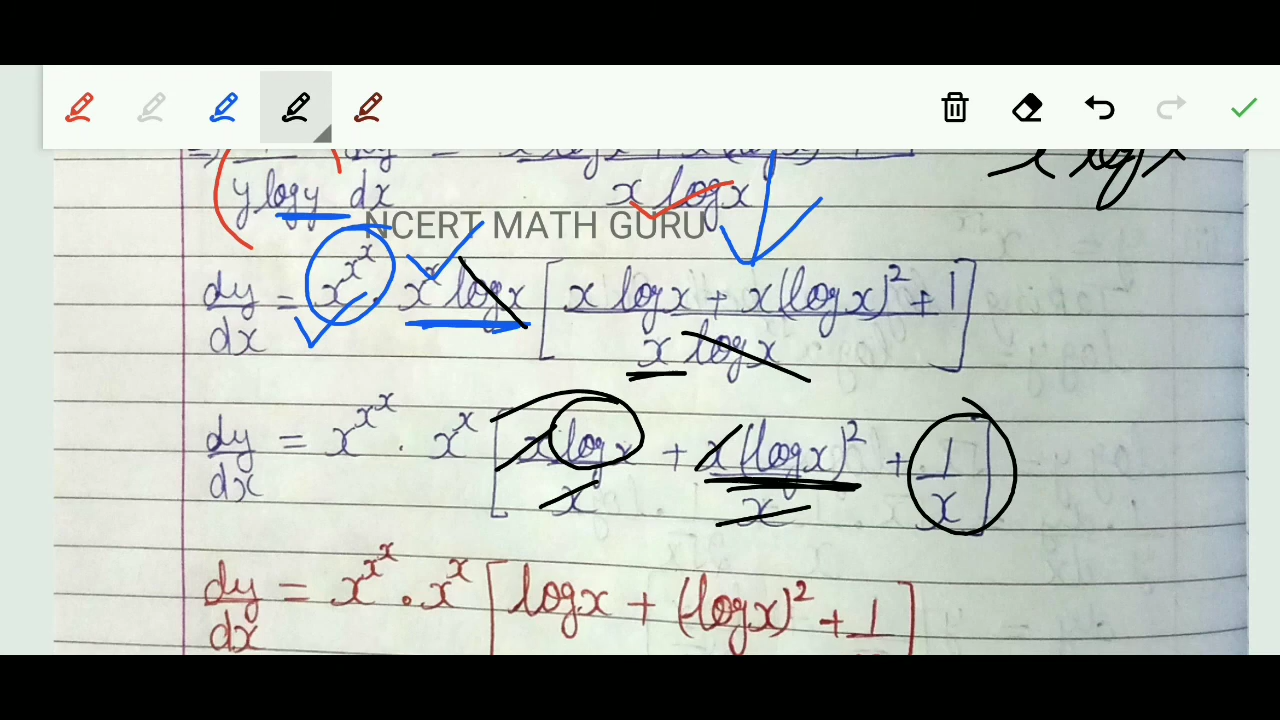 x log x
y log y dx x log x
NCERT MATH GURU
dy/dx = x^x^x . x^x log x [ x log x + x(log x)² + 1 / x log x ]
dy/dx = x^x^x . x^x [ x log x / x + x(log x)² / x + 1/x ]
dy/dx = x^x^x . x^x [ log x + (log x)² + 1